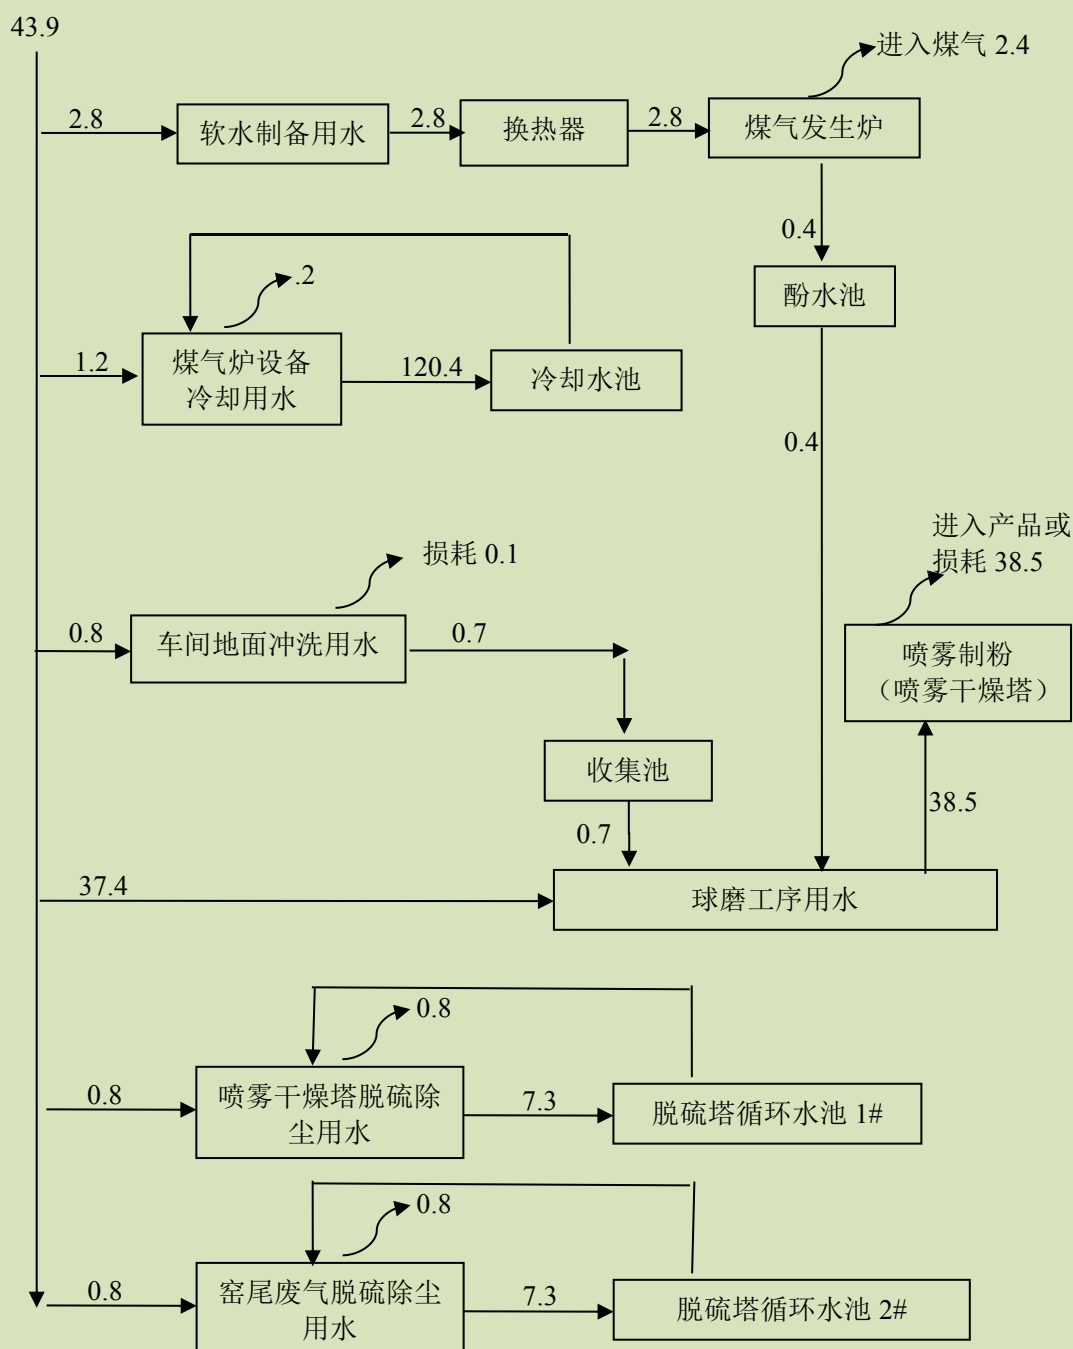 43.9
进入煤气 2.4
2.8
软水制备用水
2.8
换热器
2.8
煤气发生炉
0.4
酚水池
.2
1.2
煤气炉设备
冷却用水
120.4
冷却水池
0.4
进入产品或
损耗 38.5
损耗 0.1
0.8
车间地面冲洗用水
0.7
喷雾制粉
（喷雾干燥塔）
收集池
38.5
0.7
37.4
球磨工序用水
0.8
0.8
喷雾干燥塔脱硫除
尘用水
7.3
脱硫塔循环水池 1#
0.8
0.8
窑尾废气脱硫除尘
用水
7.3
脱硫塔循环水池 2#